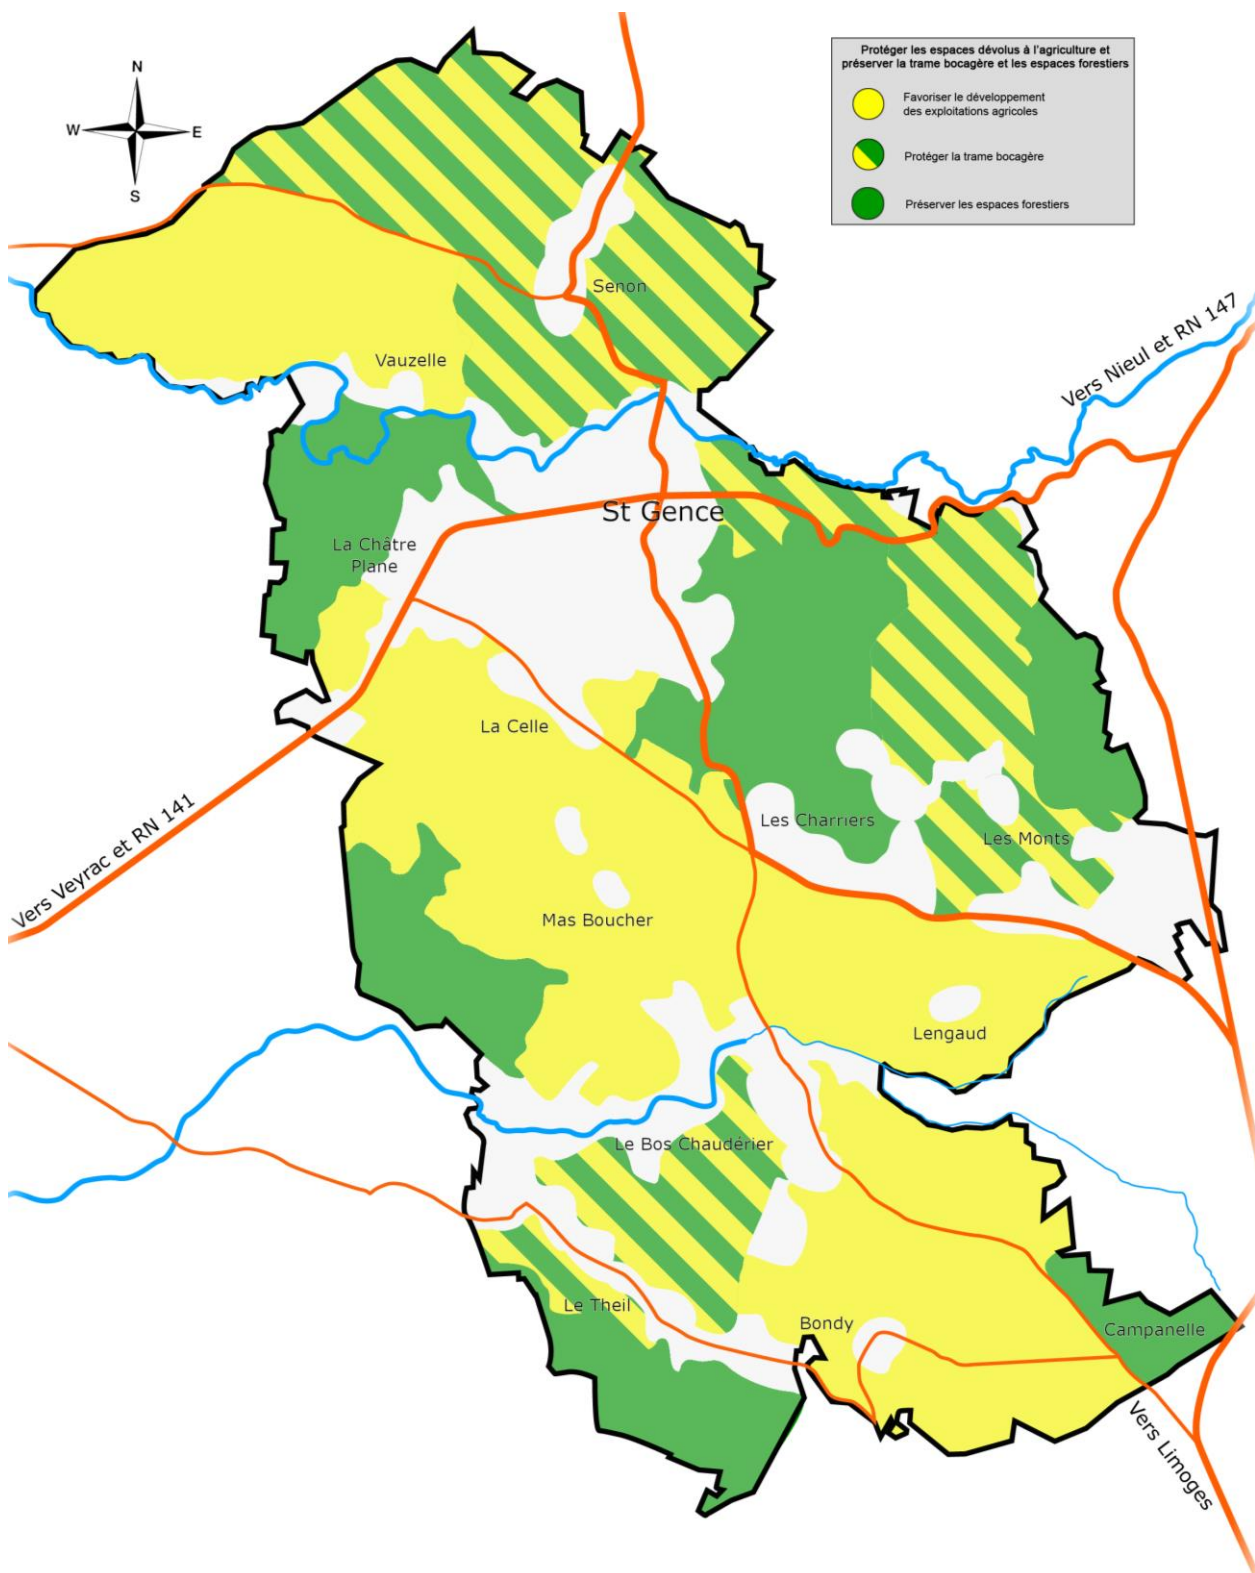 Protéger les espaces dévolus à l'agriculture et
préserver la trame bocagère et les espaces forestiers
Favoriser le développement
des exploitations agricoles
Protéger la trame bocagère
Préserver les espaces forestiers
N
W
E
S
Senon
Vauzelle
Vers Nieul et RN 147
St Gence
La Châtre
Plane
La Celle
Vers Veyrac et RN 141
Les Charriers
Les Monts
Mas Boucher
Lengaud
Le Bos Chaudérier
Le Theil
Bondy
Campanelle
Vers Limoges